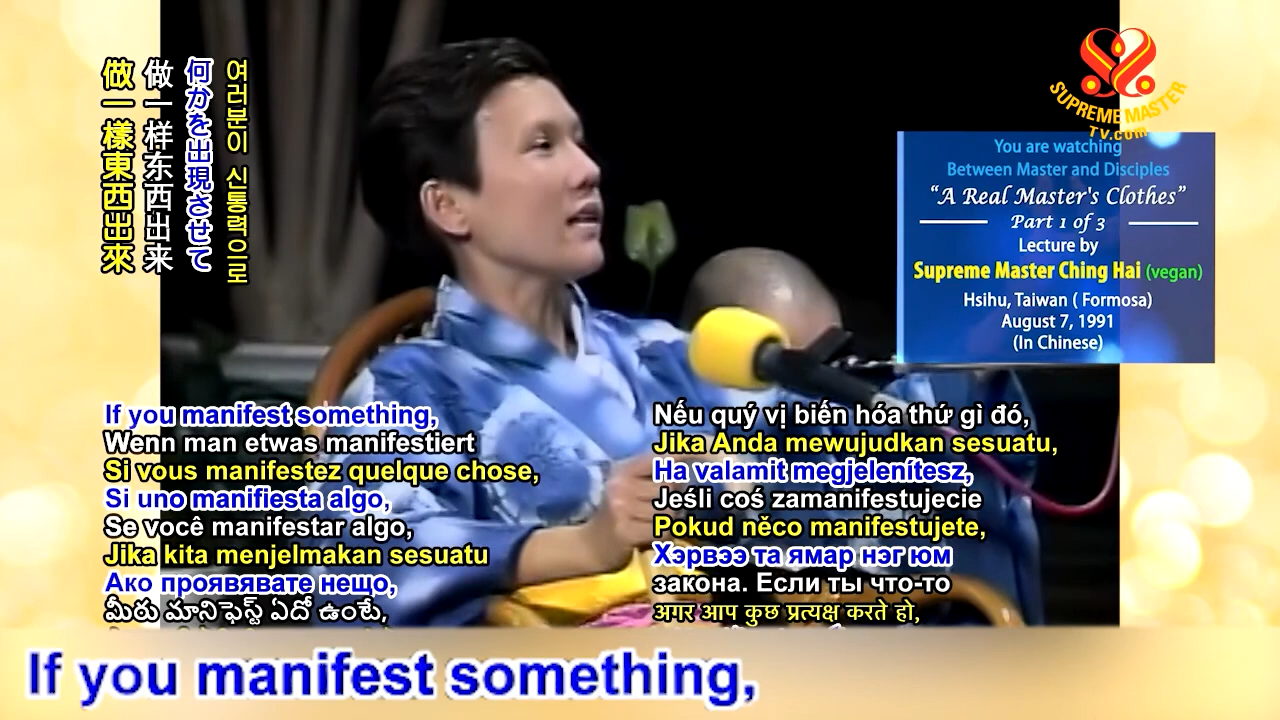 SUPREME MASTER
TV.com
You are watching
Between Master and Disciples
“A Real Master's Clothes”
Part 1 of 3
Lecture by
Supreme Master Ching Hai (vegan)
Hsihu, Taiwan ( Formosa)
August 7, 1991
(In Chinese)
做一樣東西出來
做一样东西出来
何かを出現させて
여러분이 신통력으로
If you manifest something,
Wenn man etwas manifestiert
Si vous manifestez quelque chose,
Si uno manifiesta algo,
Se você manifestar algo,
Jika kita menjelmakan sesuatu
Ако проявявате нещо,
మీరు మానిఫెస్ట్ ఏదో ఉంటే,
Nếu quý vị biến hóa thứ gì đó,
Jika Anda mewujudkan sesuatu,
Ha valamit megjelenítesz,
Jeśli coś zamanifestujecie
Pokud něco manifestujete,
Хэрвээ та ямар нэг юм
закона. Если ты что-то
अगर आप कुछ प्रत्यक्ष करते हो,
If you manifest something,